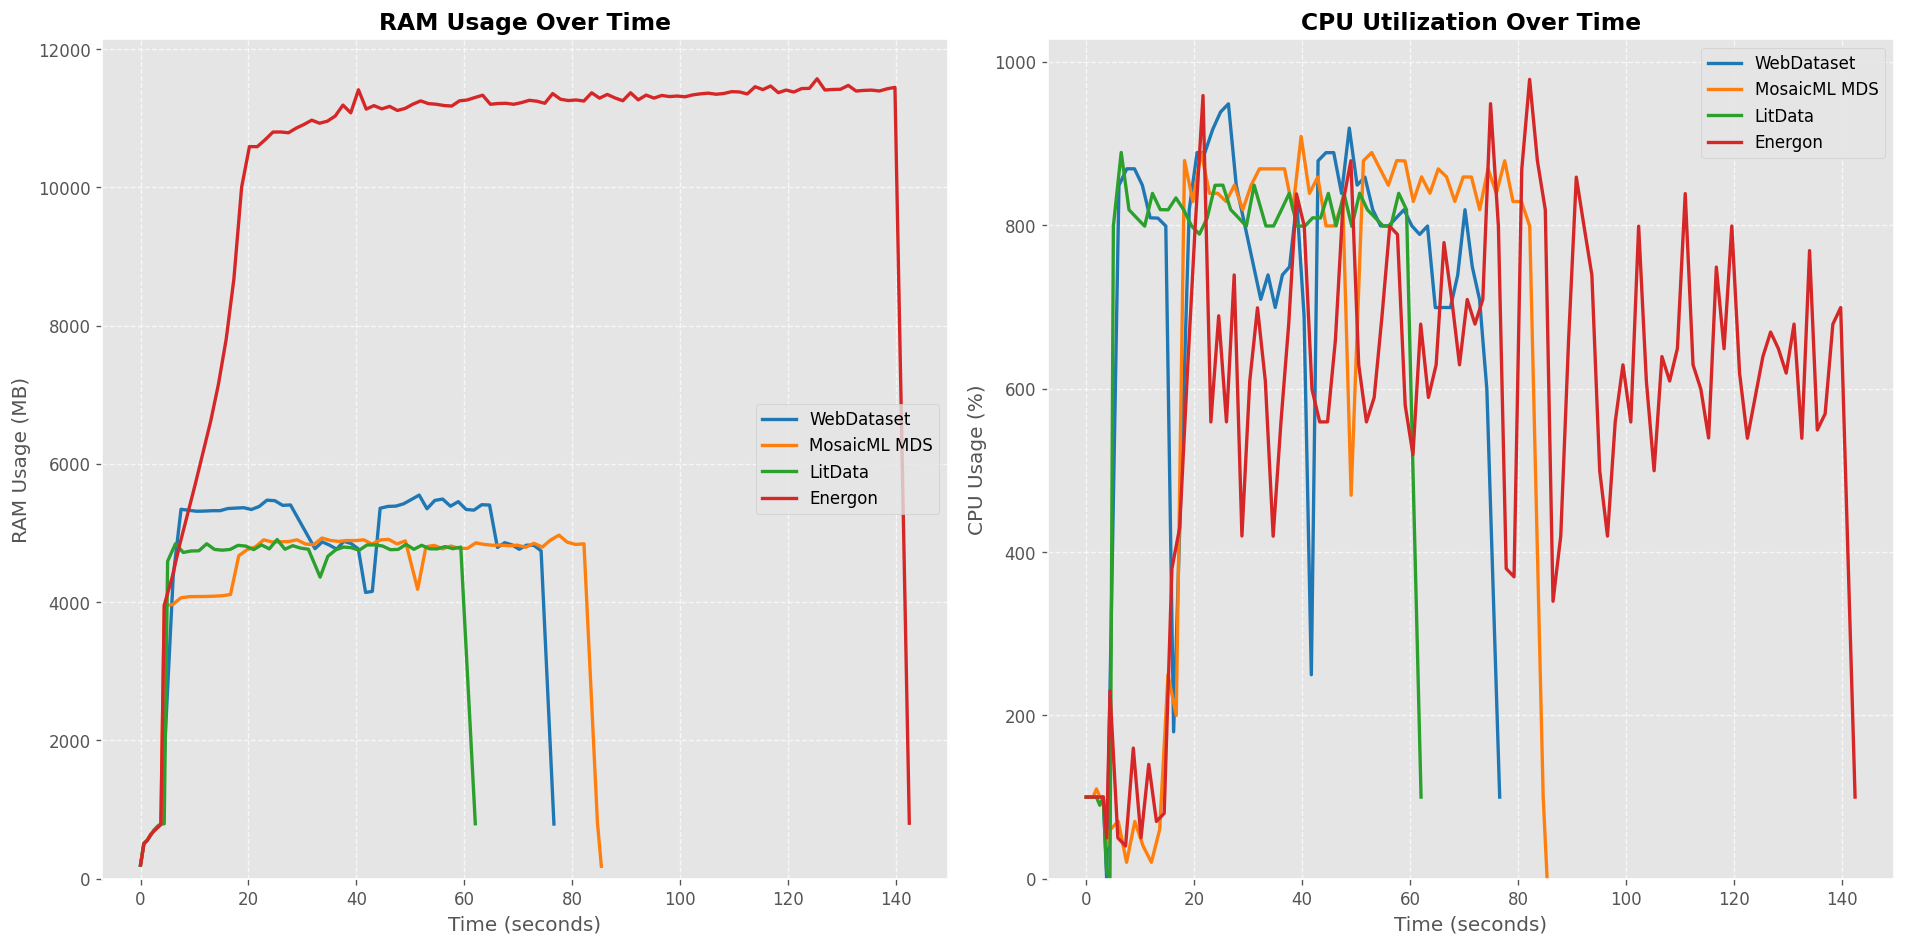 RAM Usage Over Time
12000
10000
8000
6000
4000
2000
0
RAM Usage (MB)
WebDataset
MosaicML MDS
LitData
Energon
0 20 40 60 80 100 120 140
Time (seconds)
CPU Utilization Over Time
1000
800
600
400
200
0
CPU Usage (%)
WebDataset
MosaicML MDS
LitData
Energon
0 20 40 60 80 100 120 140
Time (seconds)